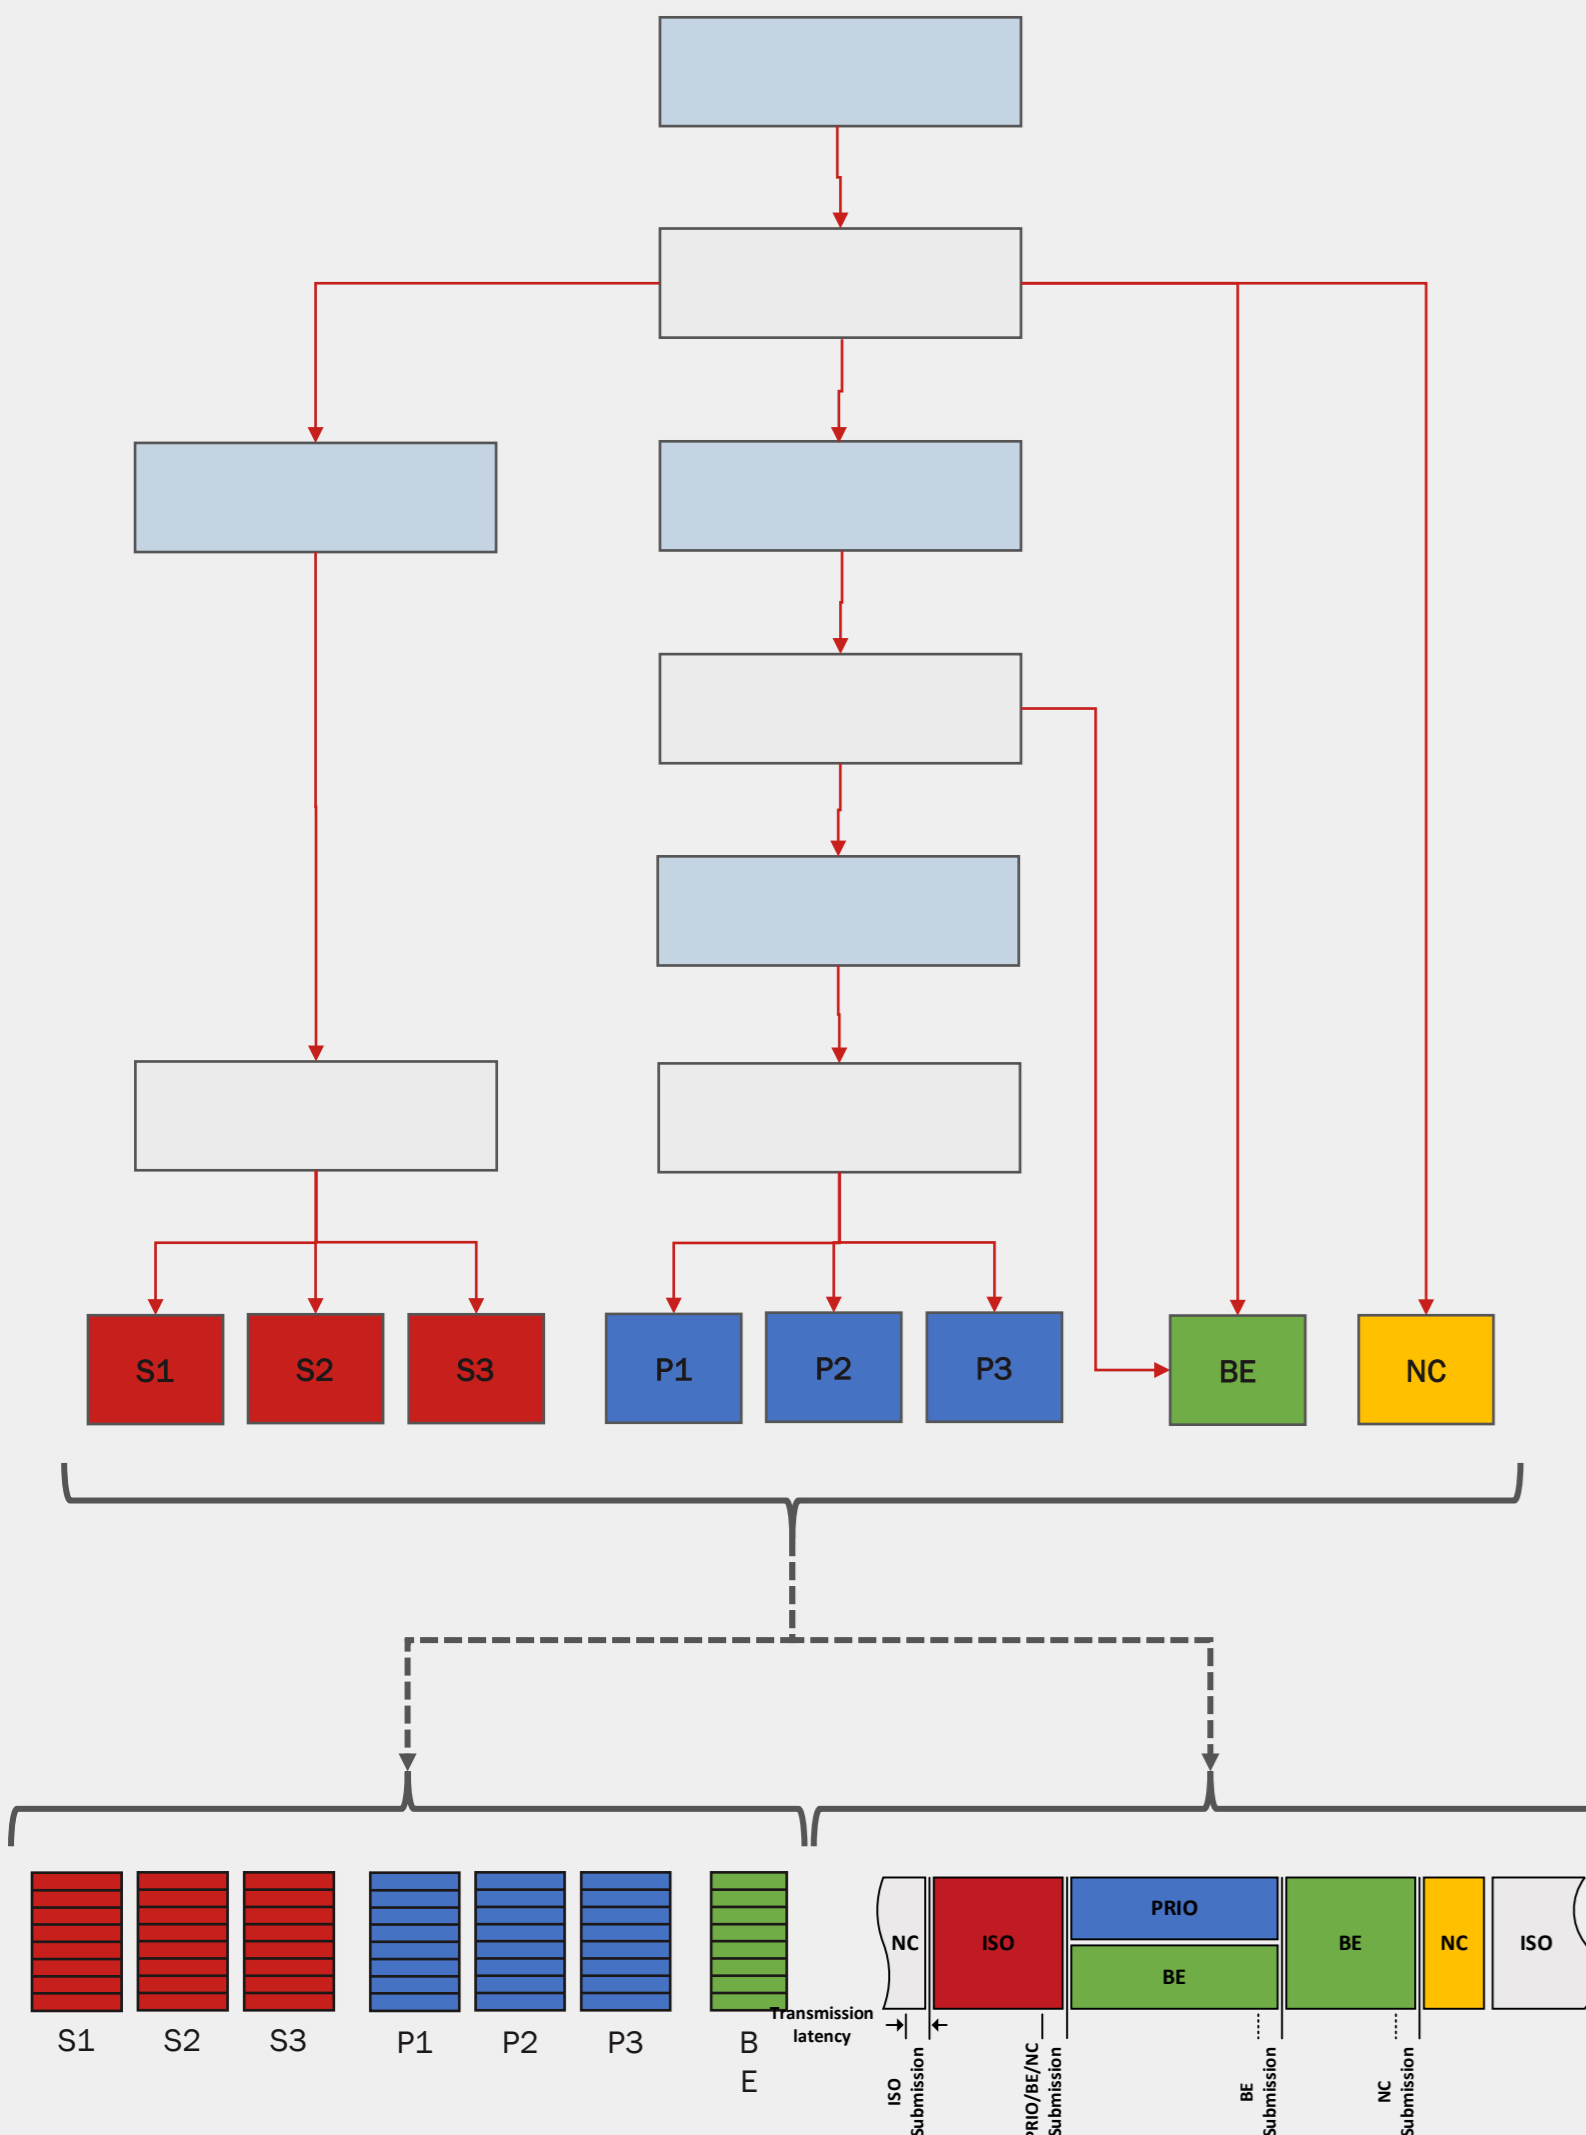 S1 S2 S3 P1 P2 P3 BE NC
NC ISO PRIO BE NC ISO
BE
Transmission
latency
S1 S2 S3 P1 P2 P3 B
E
ISO
Submission
PRIO/BE/NC
Submission
BE
Submission
NC
Submission